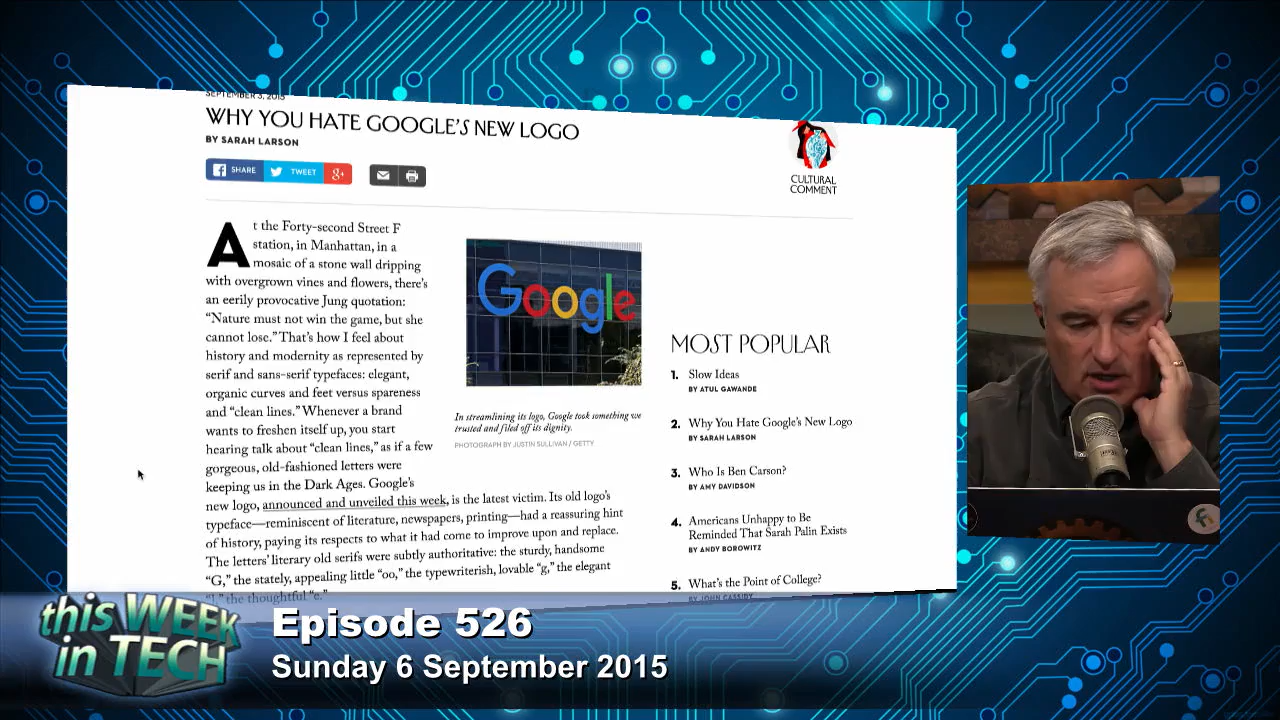 SEPTEMBER 3, 2015
WHY YOU HATE GOOGLE'S NEW LOGO
BY SARAH LARSON
SHARE
TWEET
g+
CULTURAL
COMMENT
At the Forty-second Street F
station, in Manhattan, in a
mosaic of a stone wall dripping
with overgrown vines and flowers, there's
an eerily provocative Jung quotation:
“Nature must not win the game, but she
cannot lose.” That's how I feel about
history and modernity as represented by
serif and sans-serif typefaces: elegant,
organic curves and feet versus spareness
and “clean lines.” Whenever a brand
wants to freshen itself up, you start
hearing talk about “clean lines,” as if a few
gorgeous, old-fashioned letters were
keeping us in the Dark Ages. Google's
new logo, announced and unveiled this week, is the latest victim. Its old logo's
typeface—reminiscent of literature, newspapers, printing—had a reassuring hint
of history, paying its respects to what it had come to improve upon and replace.
The letters' literary old serifs were subtly authoritative: the sturdy, handsome
“G,” the stately, appealing little “oo,” the typewriterish, lovable “g,” the elegant
“l,” the thoughtful “e.”
Google
In streamlining its logo, Google took something we
trusted and filed off its dignity.
PHOTOGRAPH BY JUSTIN SULLIVAN / GETTY
MOST POPULAR
1. Slow Ideas
BY ATUL GAWANDE
2. Why You Hate Google's New Logo
BY SARAH LARSON
3. Who Is Ben Carson?
BY AMY DAVIDSON
4. Americans Unhappy to Be
Reminded That Sarah Palin Exists
BY ANDY BOROWITZ
5. What's the Point of College?
BY JOHN CASSIDY
this WEEK
in TECH
Episode 526
Sunday 6 September 2015